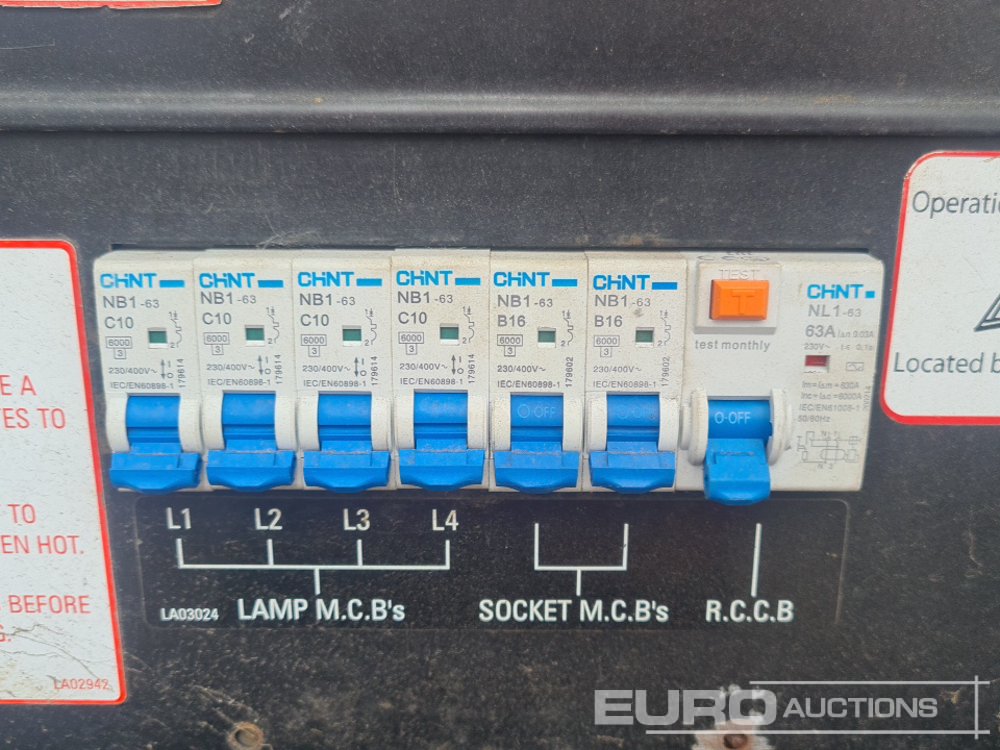 CHINT
NB1-63
C10
6000
3
230/400V~
IEC/EN60898-1
179614
CHINT
NB1-63
C10
6000
3
230/400V~
IEC/EN60898-1
179614
CHINT
NB1-63
C10
6000
3
230/400V~
IEC/EN60898-1
179614
CHINT
NB1-63
C10
6000
3
230/400V~
IEC/EN60898-1
179614
CHINT
NB1-63
B16
6000
3
230/400V~
IEC/EN60898-1
179602
O-OFF
CHINT
NB1-63
B16
6000
3
230/400V~
IEC/EN60898-1
179602
O-OFF
TEST
T
test monthly
O-OFF
CHINT
NL1-63
63A IΔn 0.03A
230V~
IEC/EN61008-1
50/60Hz
L1 L2 L3 L4
LA03024 LAMP M.C.B's SOCKET M.C.B's R.C.C.B
E A
TES TO
TO
EN HOT.
BEFORE
LA02942
Operatio
Located b
EURO AUCTIONS